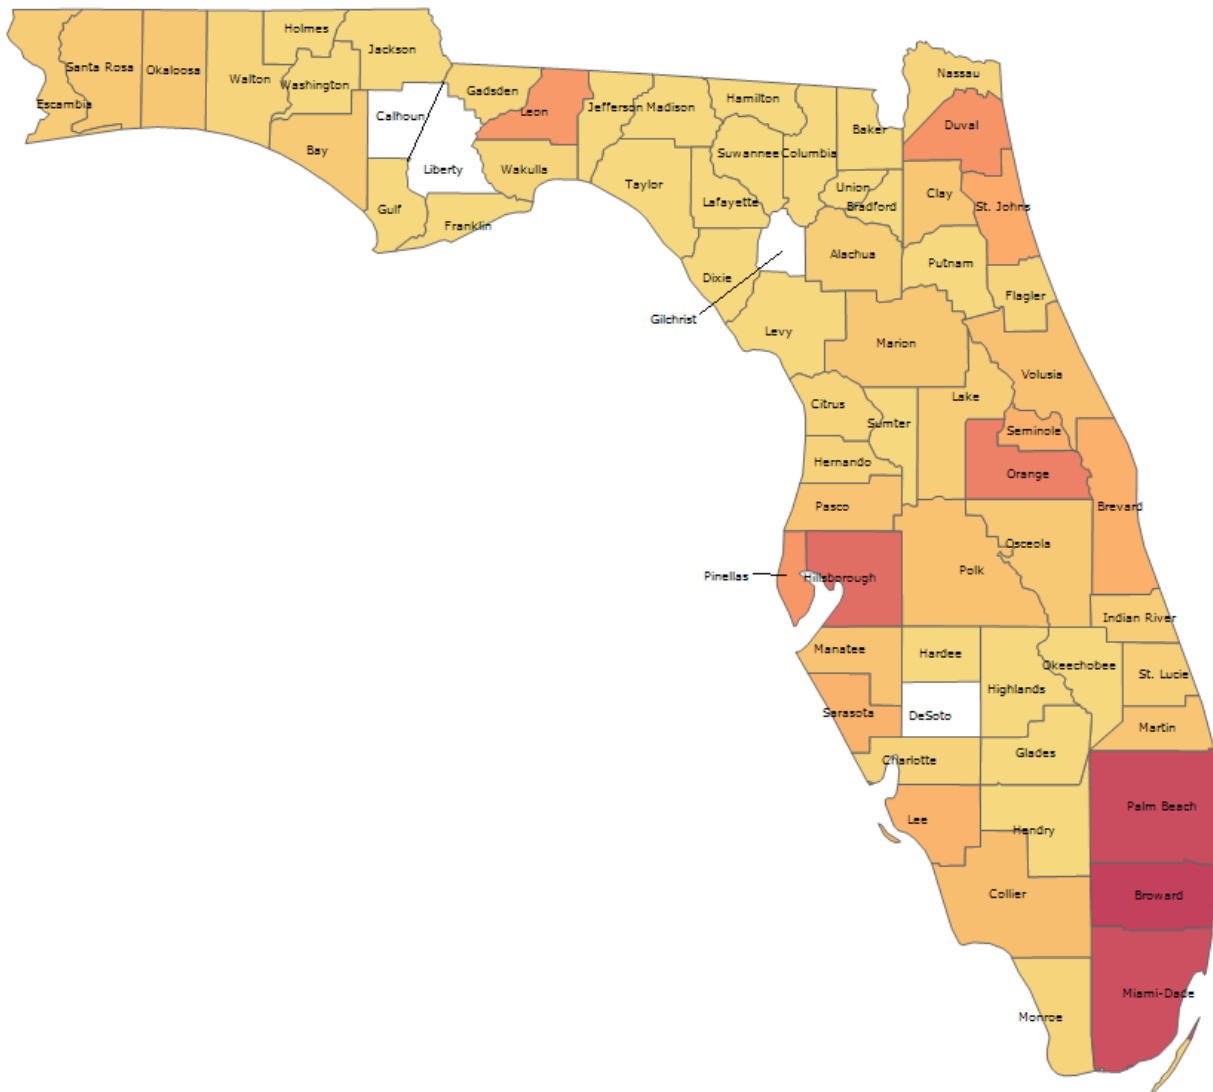 Holmes
Jackson
Santa Rosa
Okaloosa
Walton
Washington
Escambia
Calhoun
Bay
Liberty
Gulf
Franklin
Gadsden
Leon
Wakulla
Jefferson
Madison
Hamilton
Taylor
Suwannee
Columbia
Lafayette
Baker
Nassau
Duval
Union
Bradford
Clay
St. Johns
Dixie
Gilchrist
Alachua
Putnam
Flagler
Levy
Marion
Volusia
Citrus
Sumter
Lake
Seminole
Hernando
Orange
Pasco
Brevard
Osceola
Pinellas
Hillsborough
Polk
Indian River
Manatee
Hardee
Okeechobee
St. Lucie
Highlands
Sarasota
DeSoto
Martin
Charlotte
Glades
Palm Beach
Lee
Hendry
Collier
Broward
Miami-Dade
Monroe